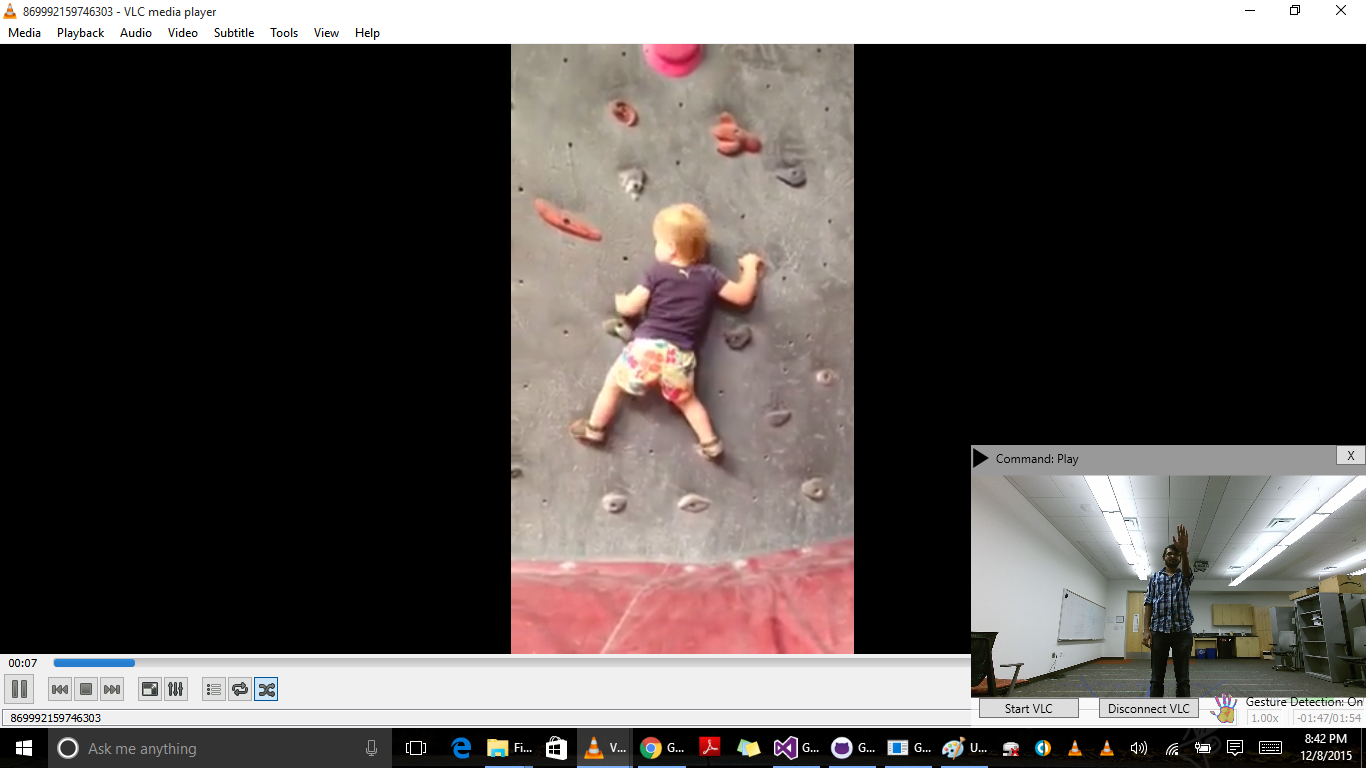 869992159746303 - VLC media player
Media Playback Audio Video Subtitle Tools View Help
Command: Play
X
00:07
Start VLC
Disconnect VLC
Gesture Detection: On
869992159746303
1.00x
-01:47/01:54
Ask me anything
Fi...
V...
G...
G...
G...
G...
U...
8:42 PM
12/8/2015